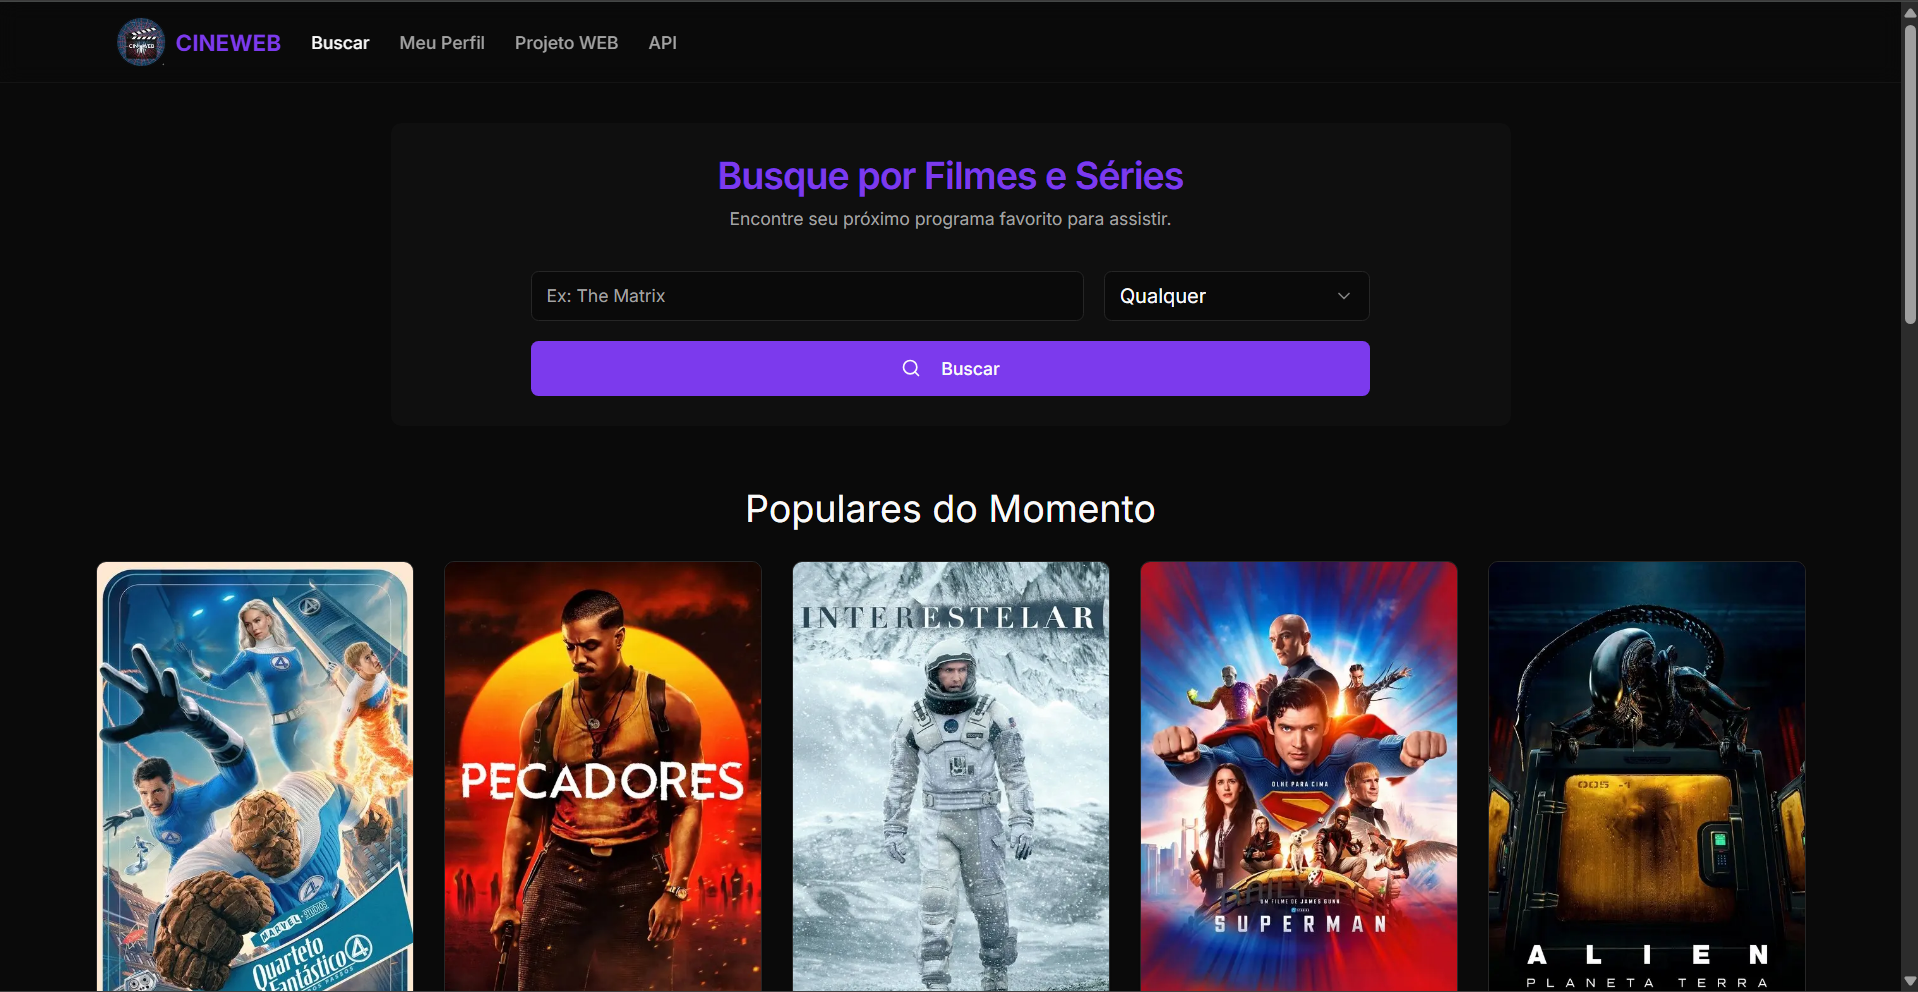 CINEWEB
CINEWEB Buscar Meu Perfil Projeto WEB API
Busque por Filmes e Séries
Encontre seu próximo programa favorito para assistir.
Ex: The Matrix
Qualquer
Buscar
Populares do Momento
MARVEL STUDIOS
Quarteto
Fantástico 4
PASSOS
PECADORES
INTERESTELAR
OLHE PARA CIMA
UM FILME DE JAMES GUNN
SUPERMAN
005 -1
ALIEN
PLANETA TERRA